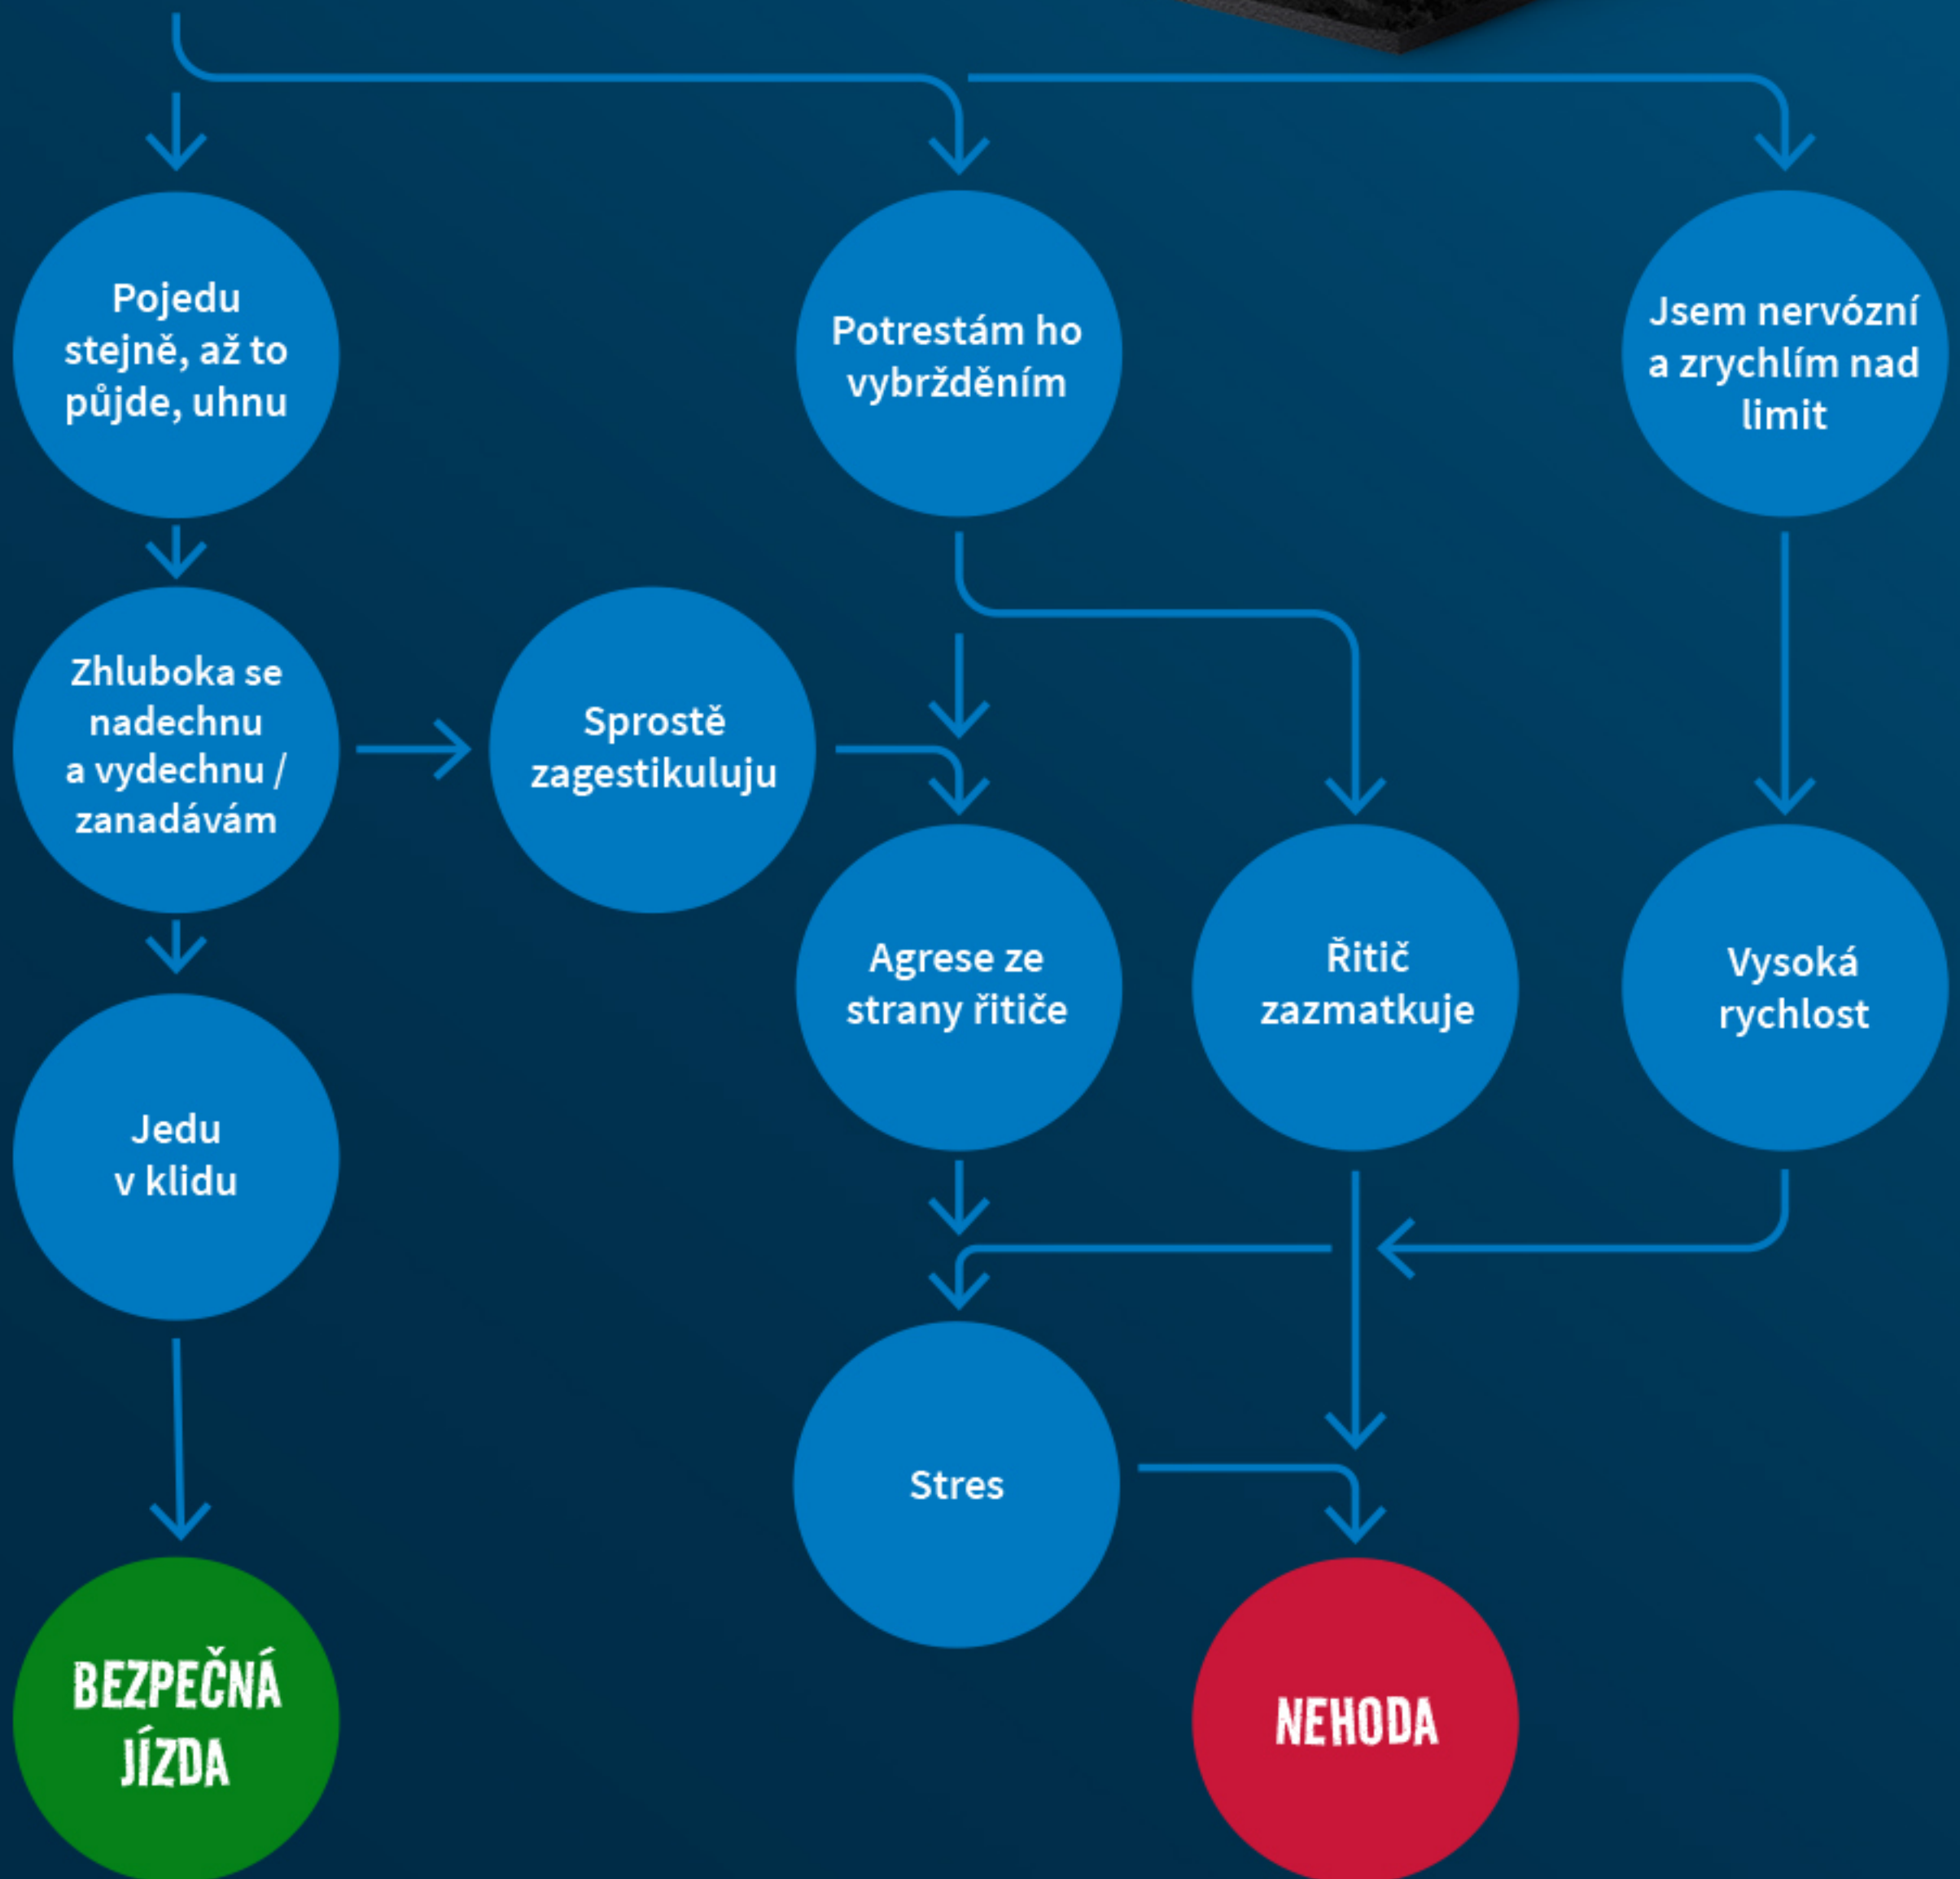 Pojedu
stejně, až to
půjde, uhnu
Potrestám ho
vybržděním
Jsem nervózní
a zrychlím nad
limit
Zhluboka se
nadechnu
a vydechnu /
zanadávám
Sprostě
zagestikuluju
Agrese ze
strany řitiče
Řitič
zazmatkuje
Vysoká
rychlost
Jedu
v klidu
Stres
BEZPEČNÁ
JÍZDA
NEHODA